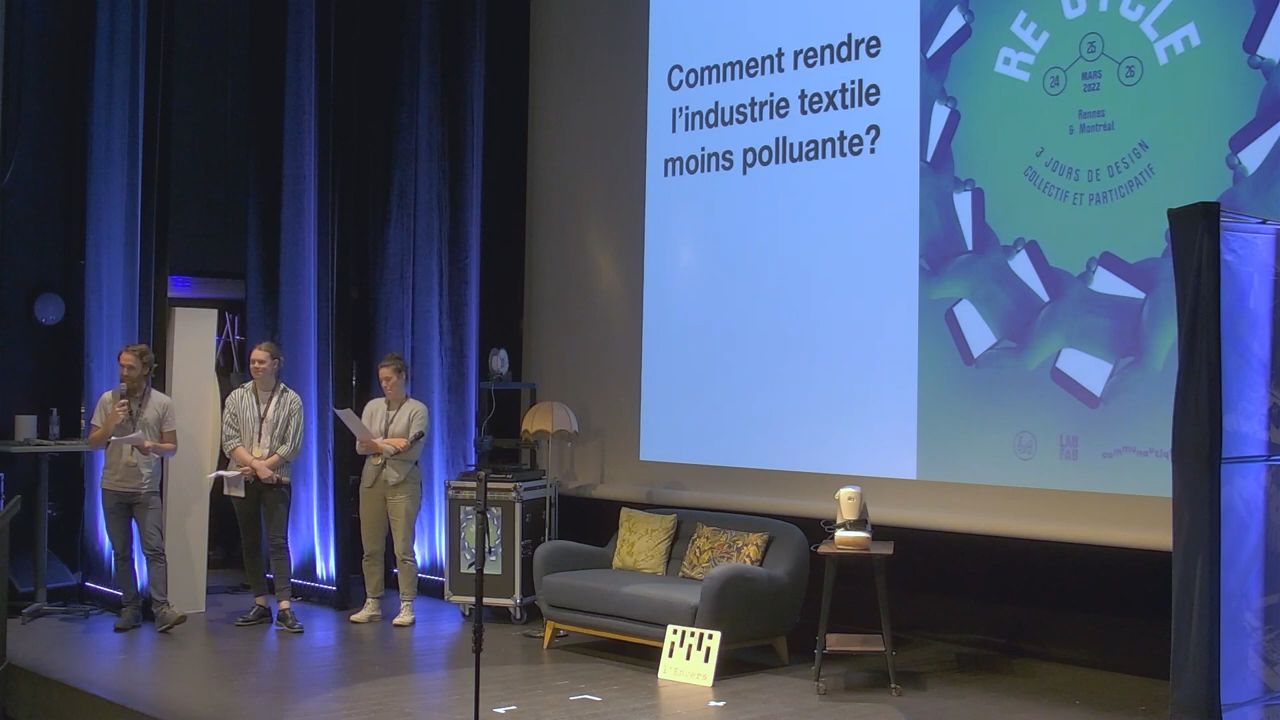 Comment rendre
l'industrie textile
moins polluante?
RE CYCLE
24
25
26
MARS
2022
Rennes
& Montréal
3 JOURS DE DESIGN
COLLECTIF ET PARTICIPATIF
LAB
FAB
l'Envers